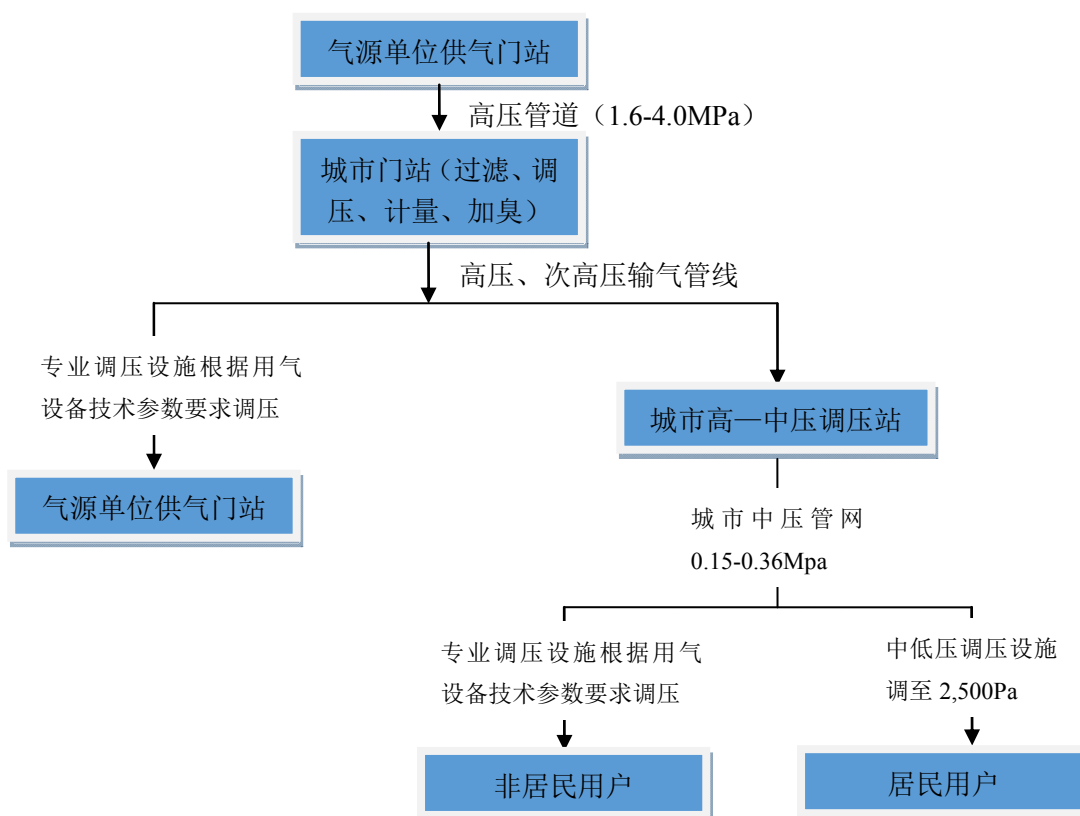 气源单位供气门站
高压管道（1.6-4.0MPa）
城市门站（过滤、调
压、计量、加臭）
高压、次高压输气管线
专业调压设施根据用气
设备技术参数要求调压
城市高—中压调压站
气源单位供气门站
城市中压管网
0.15-0.36Mpa
专业调压设施根据用气
设备技术参数要求调压
中低压调压设施
调至 2,500Pa
非居民用户
居民用户